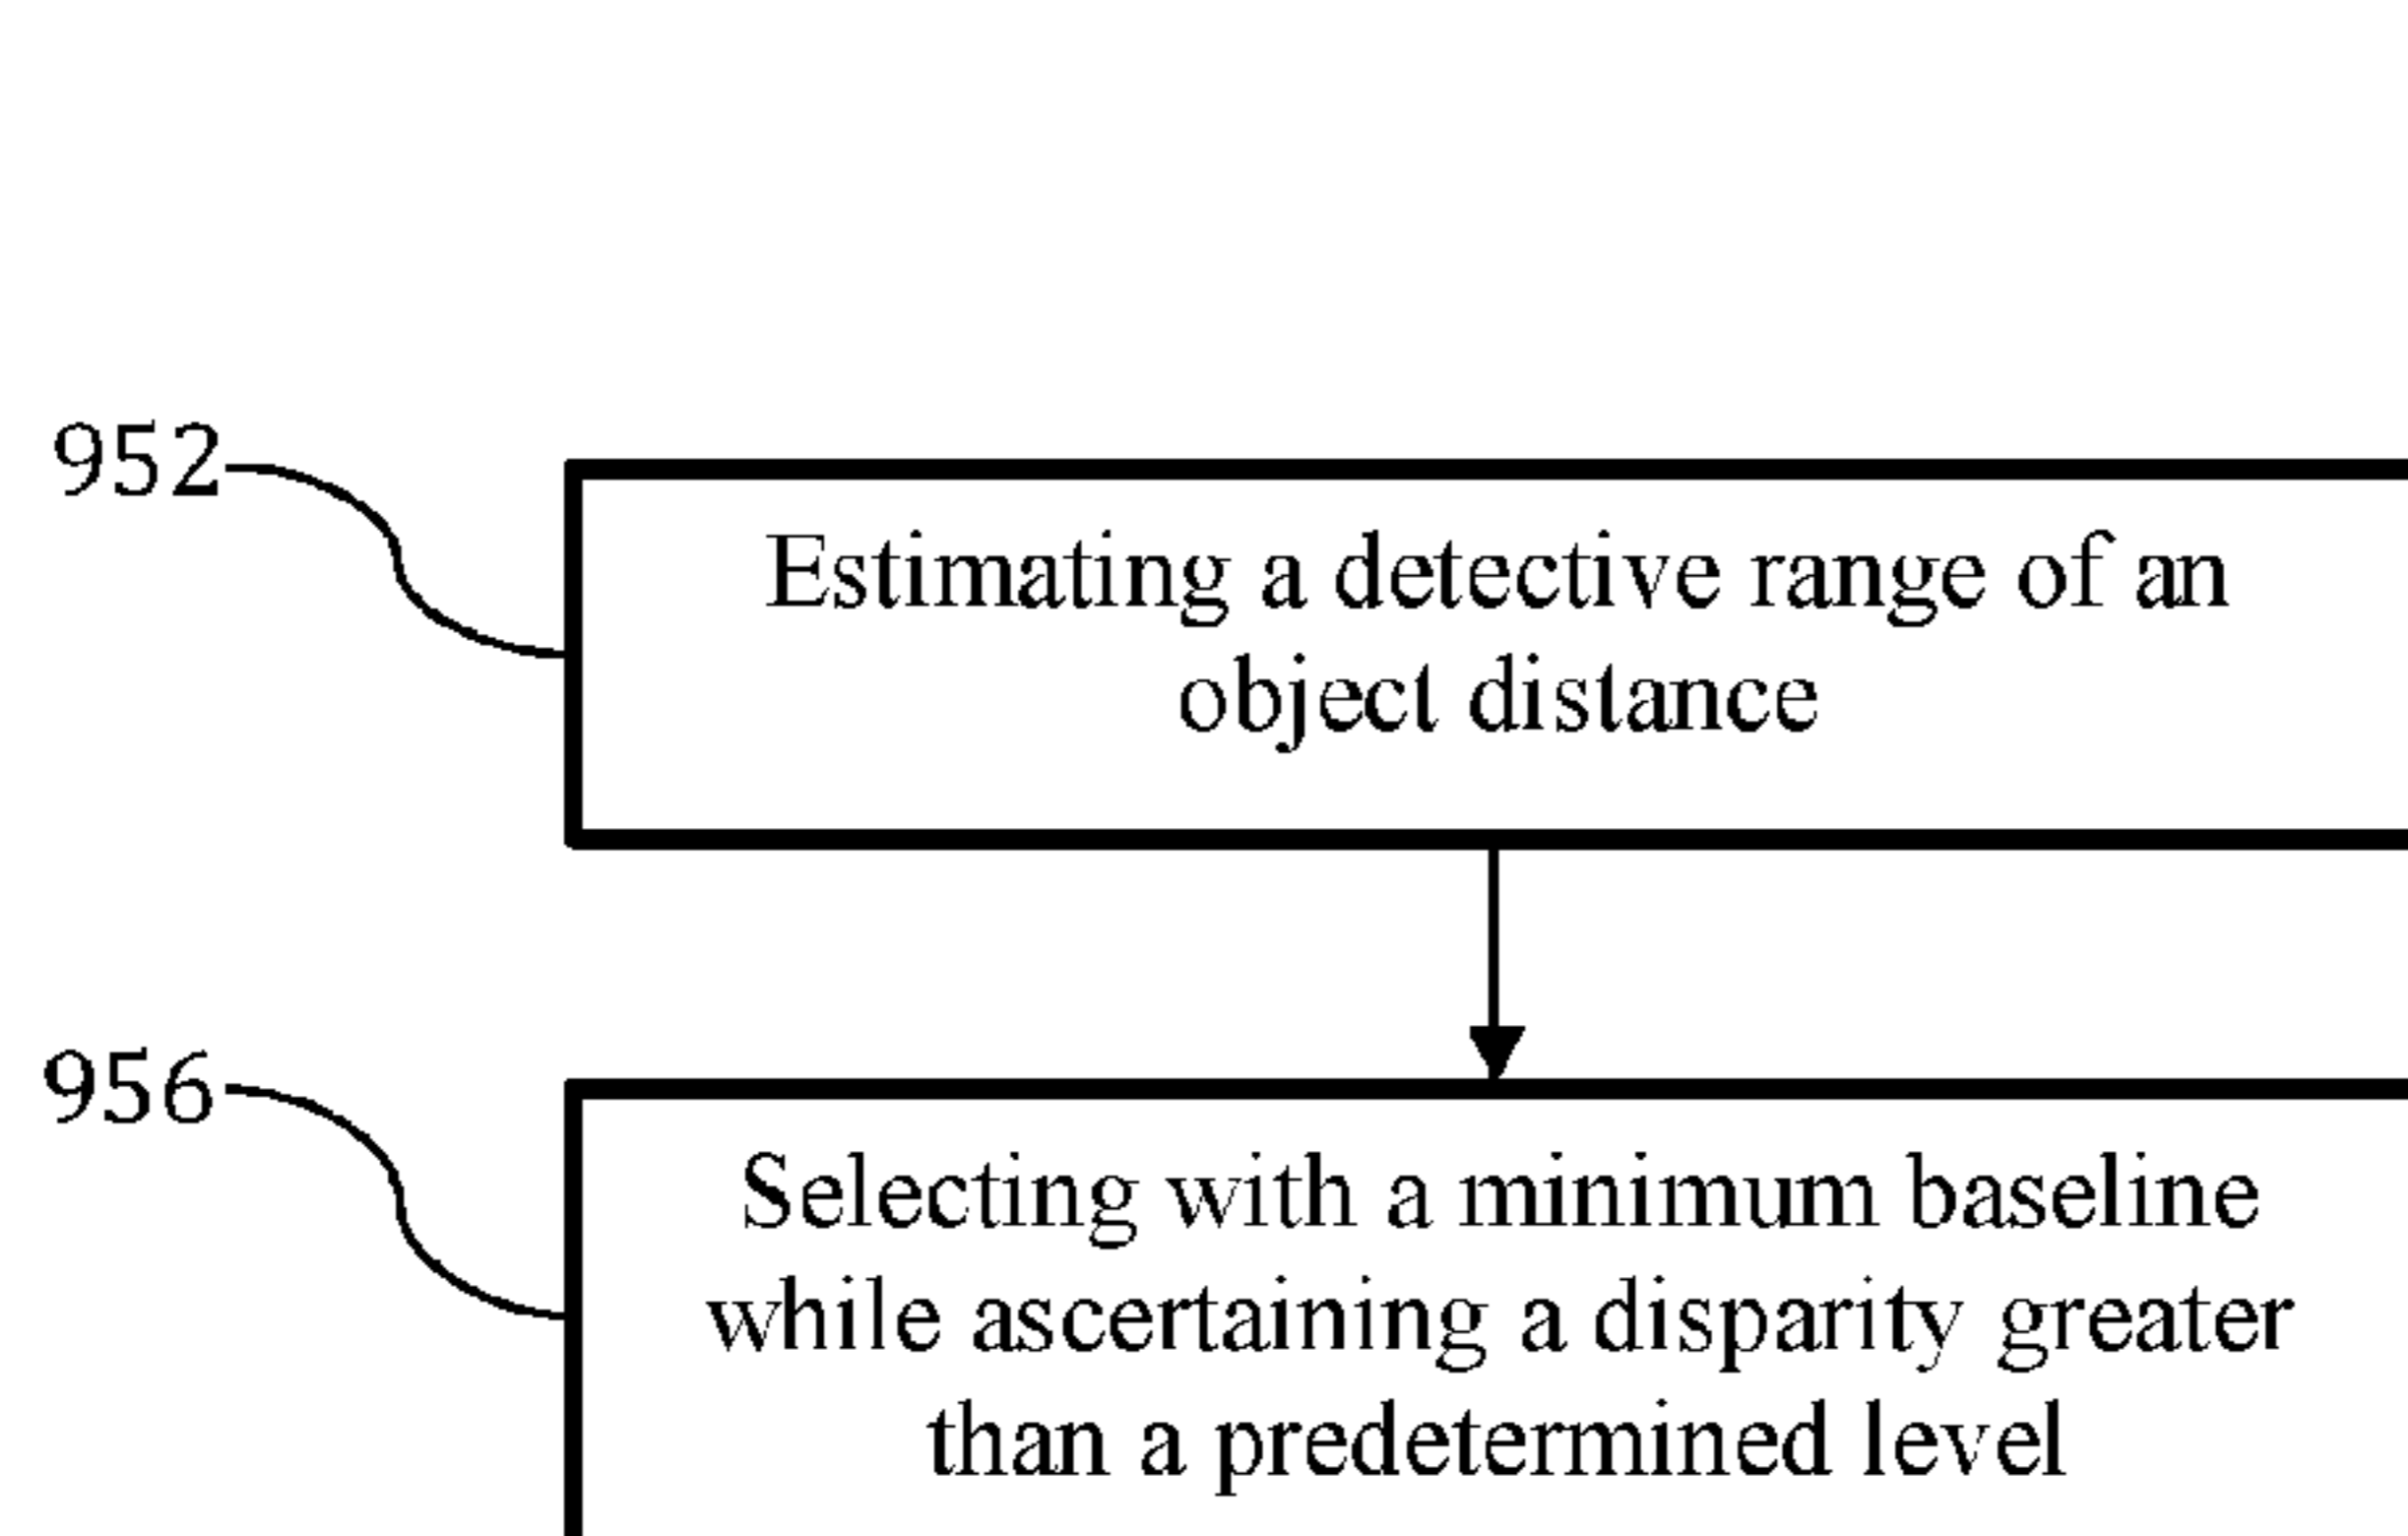 952
Estimating a detective range of an
object distance
956
Selecting with a minimum baseline
while ascertaining a disparity greater
than a predetermined level